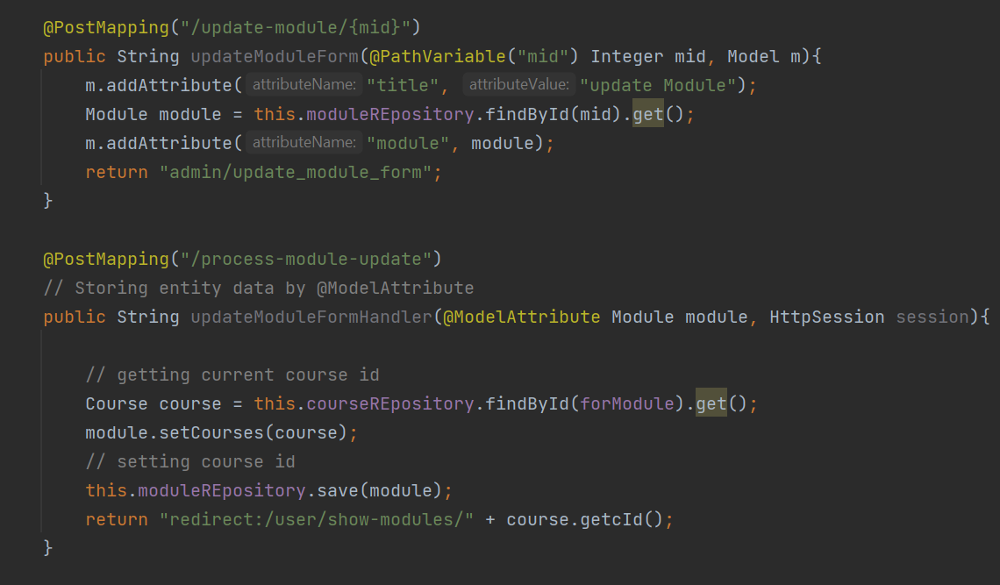 @PostMapping("/update-module/{mid}")
public String updateModuleForm(@PathVariable("mid") Integer mid, Model m){
m.addAttribute( attributeName: "title", attributeValue: "update Module");
Module module = this.moduleREpository.findById(mid).get();
m.addAttribute( attributeName: "module", module);
return "admin/update_module_form";
}
@PostMapping("/process-module-update")
// Storing entity data by @ModelAttribute
public String updateModuleFormHandler(@ModelAttribute Module module, HttpSession session){
// getting current course id
Course course = this.courseREpository.findById(forModule).get();
module.setCourses(course);
// setting course id
this.moduleREpository.save(module);
return "redirect:/user/show-modules/" + course.getcId();
}